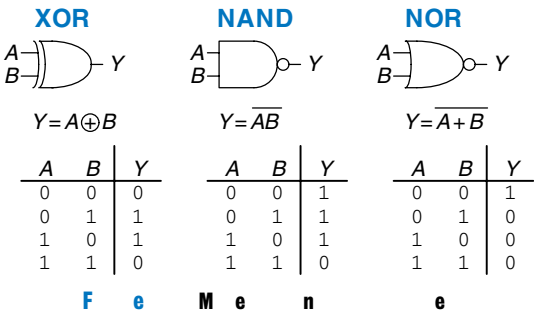 XOR NAND NOR
A B Y A B Y A B Y
Y = A ⊕ B Y = \overline{AB} Y = \overline{A + B}
A B Y A B Y A B Y
0 0 0 0 0 1 0 0 1
0 1 1 0 1 1 0 1 0
1 0 1 1 0 1 1 0 0
1 1 0 1 1 0 1 1 0
F e M e n e